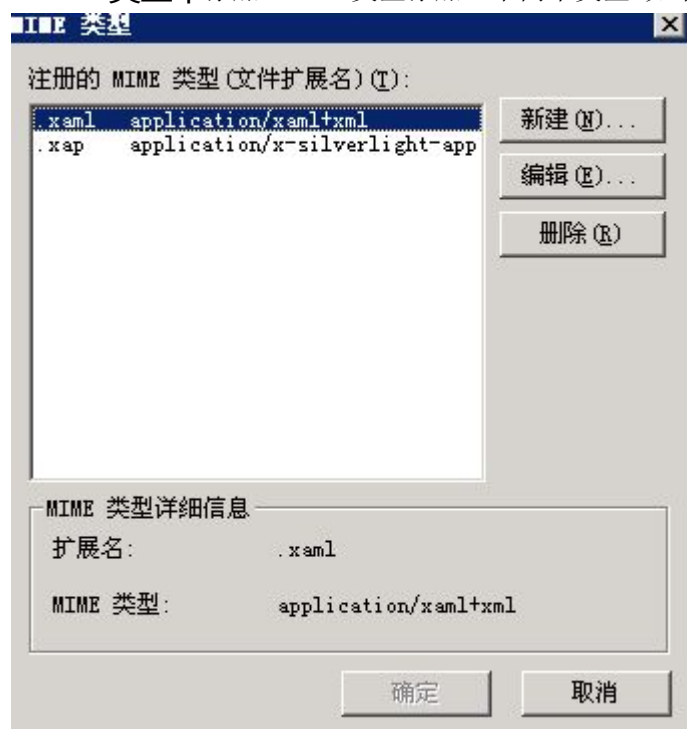 MIME 类型
注册的 MIME 类型(文件扩展名)(T):
.xaml application/xaml+xml
.xap application/x-silverlight-app
新建(N)...
编辑(E)...
删除(R)
MIME 类型详细信息
扩展名: .xaml
MIME 类型: application/xaml+xml
确定
取消